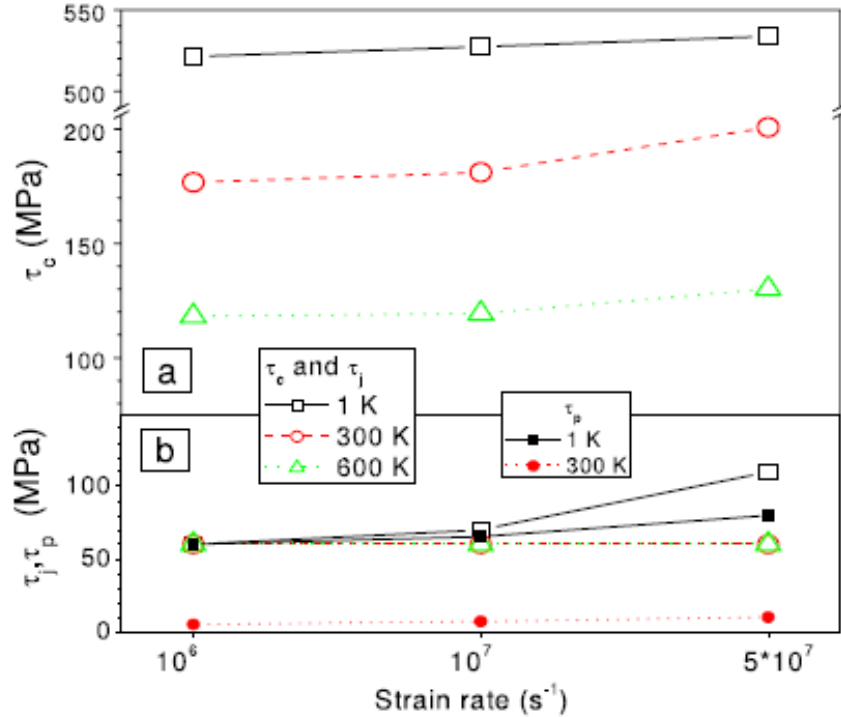 550
500
200
150
100
τc (MPa)
a
τc and τj
1 K
300 K
600 K
τp
1 K
300 K
b
100
50
0
τj,τp (MPa)
10^6
10^7
5*10^7
Strain rate (s^-1)